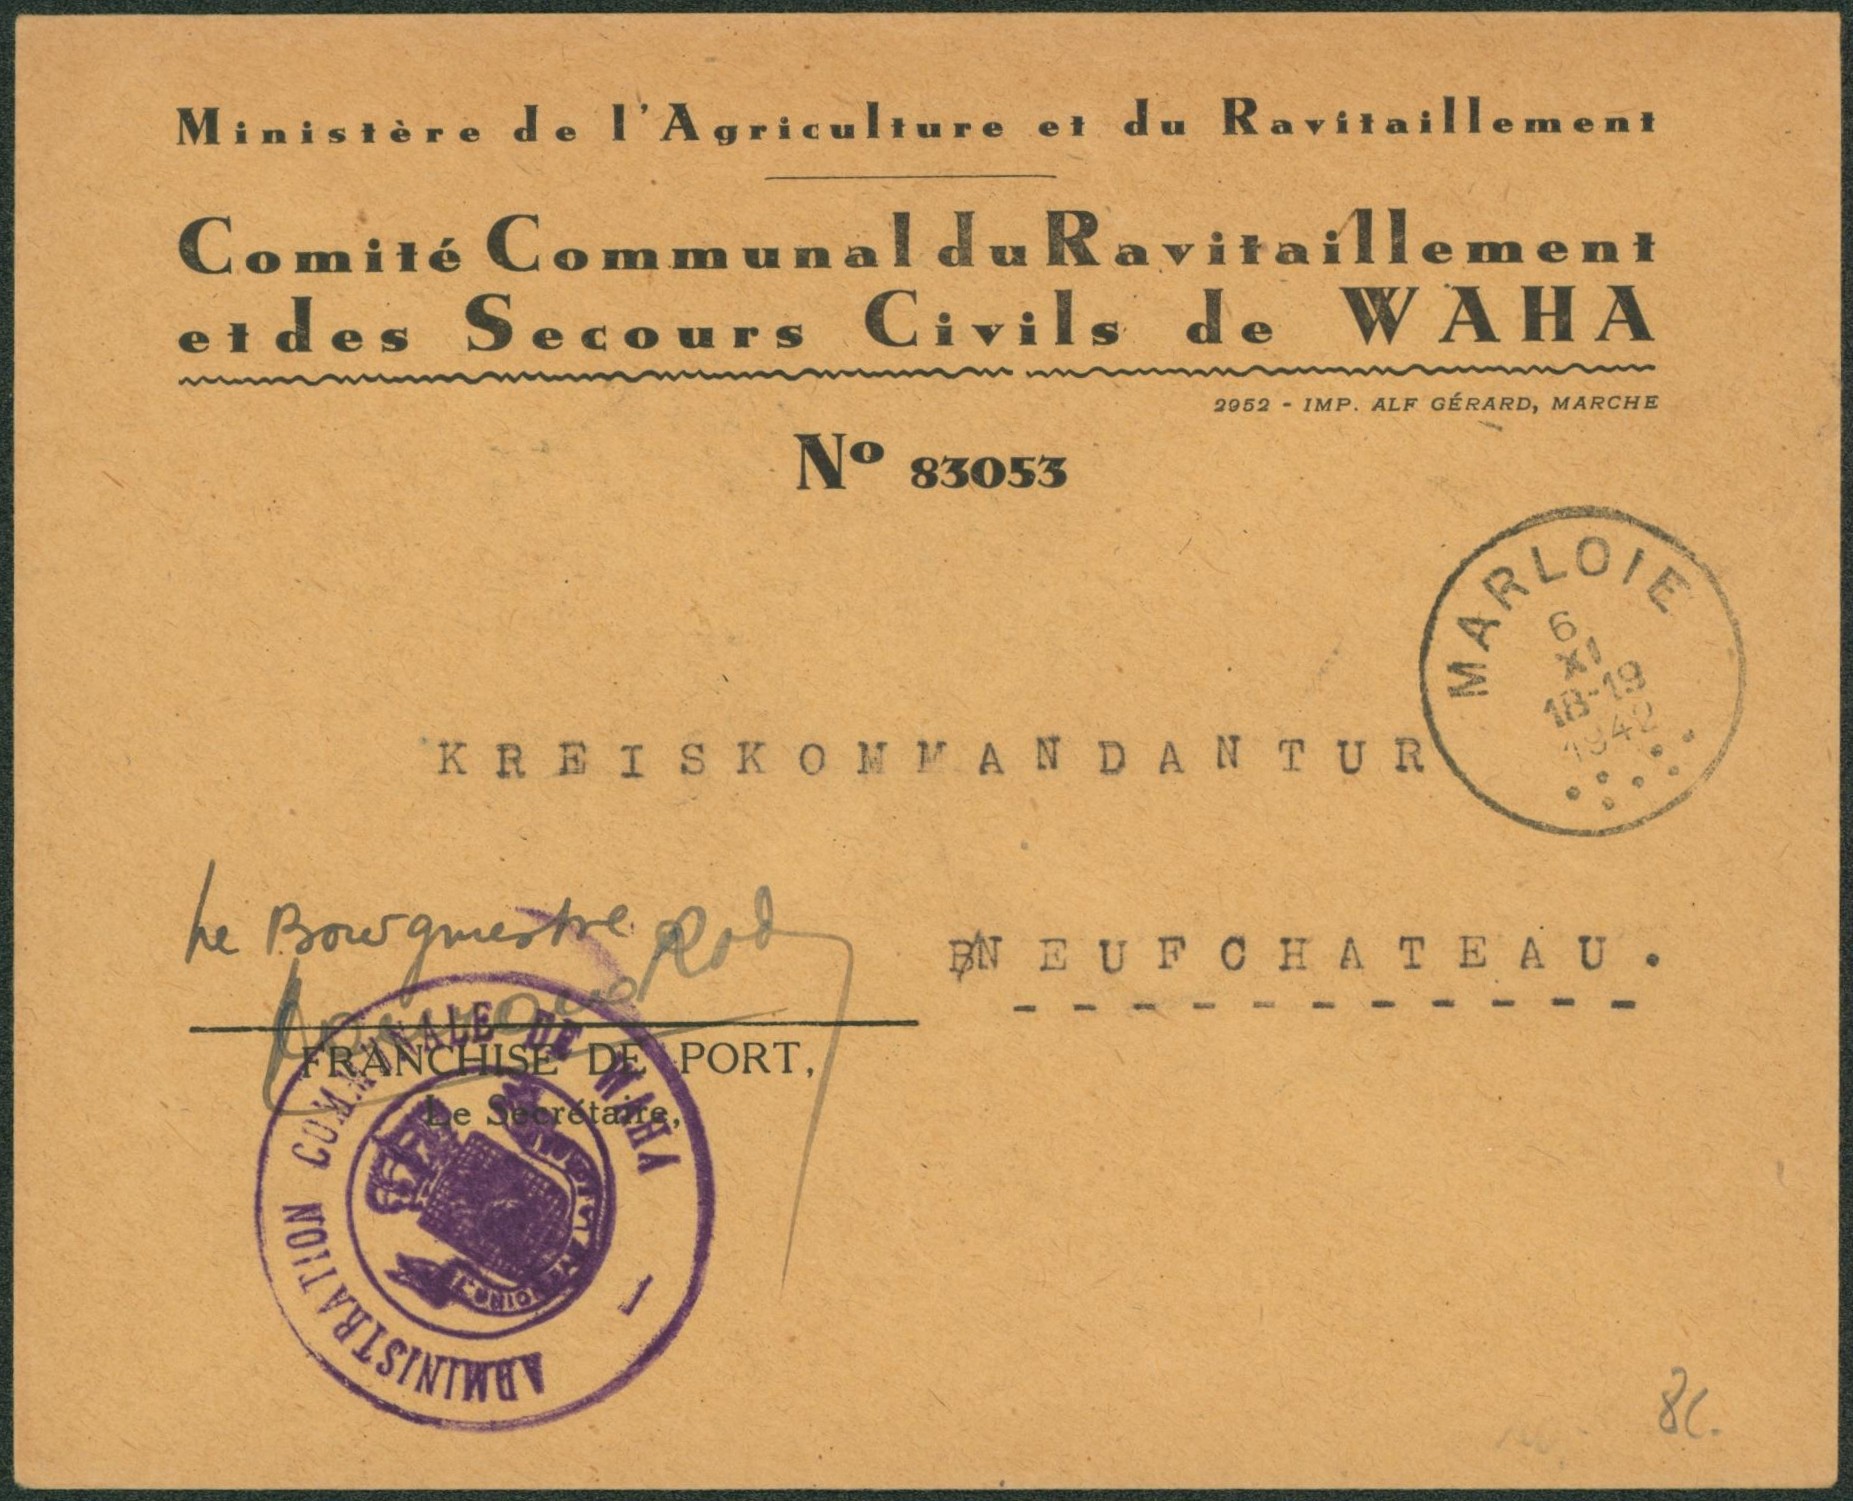 Ministère de l'Agriculture et du Ravitaillement
Comité Communal du Ravitaillement
et des Secours Civils de WAHA
2952 - IMP. ALF GÉRARD, MARCHE
Nº 83053
MARLOIE
6
XI
18-19
1942
KREISKOMMANDANTUR
Le Bourgmestre
NEUFCHATEAU.
FRANCHISE DE PORT,
Le Secrétaire,
ADMINISTRATION COMMUNALE DE WAHA